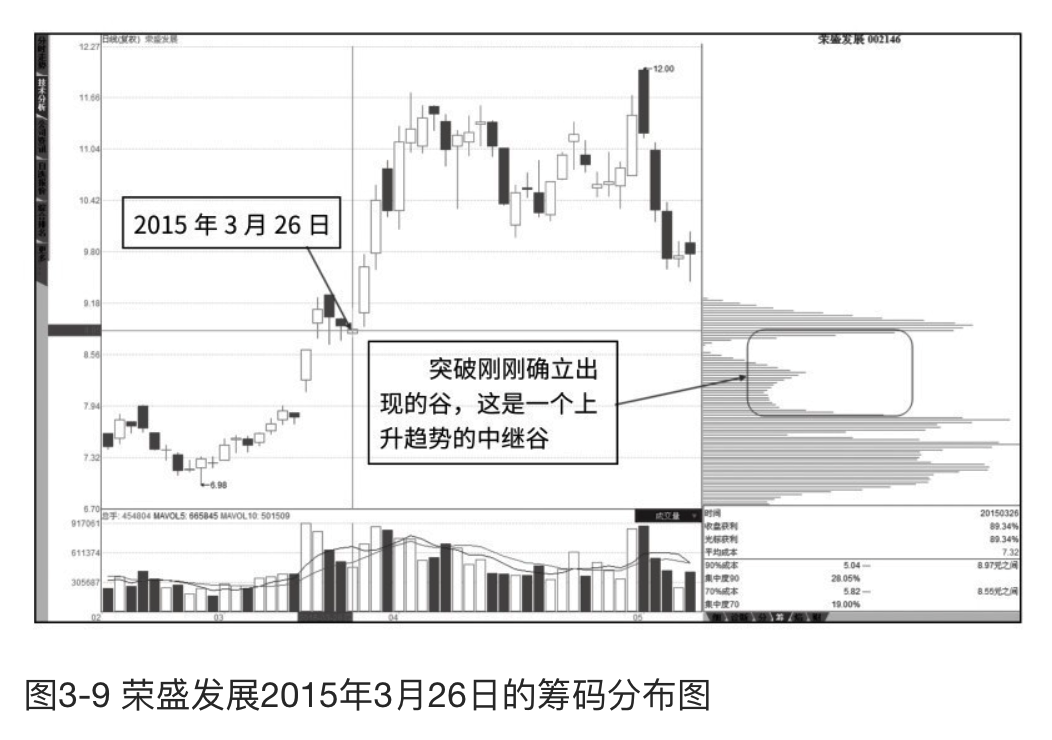 日线(复权) 荣盛发展
荣盛发展 002146
技术分析
12.27
11.66
11.04
10.42
9.80
9.18
8.56
7.94
7.32
6.70
12.00
6.98
2015 年 3 月 26 日
突破刚刚确立出
现的谷，这是一个上
升趋势的中继谷
总手: 454804 MAVOL5: 665845 MAVOL10: 501509
成交量
917061
611374
305687
02
03
04
05
时间 20150326
收盘获利 89.34%
光标获利 89.34%
平均成本 7.32
90%成本 5.04 — 8.97元之间
集中度90 28.05%
70%成本 5.82 — 8.55元之间
集中度70 19.00%
筹
图3-9 荣盛发展2015年3月26日的筹码分布图